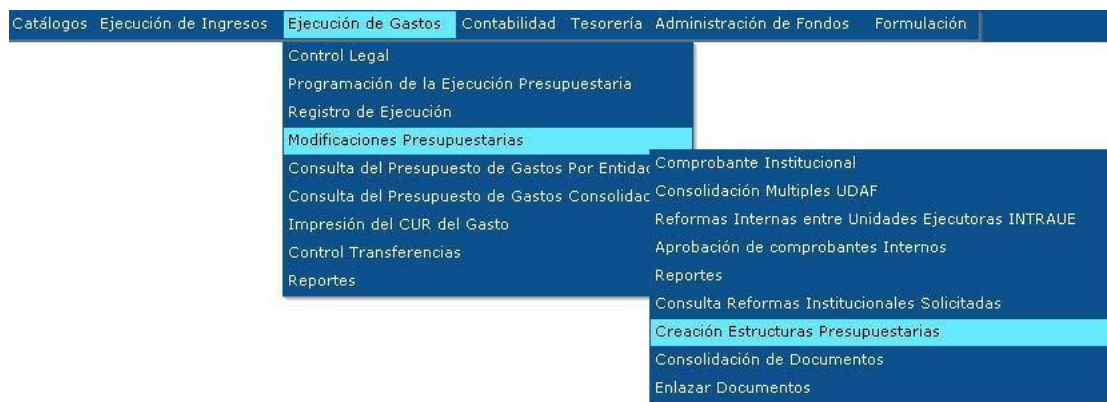 Catálogos Ejecución de Ingresos Ejecución de Gastos Contabilidad Tesorería Administración de Fondos Formulación
Control Legal
Programación de la Ejecución Presupuestaria
Registro de Ejecución
Modificaciones Presupuestarias
Consulta del Presupuesto de Gastos Por Entidad
Consulta del Presupuesto de Gastos Consolidac
Impresión del CUR del Gasto
Control Transferencias
Reportes
Comprobante Institucional
Consolidación Multiples UDAF
Reformas Internas entre Unidades Ejecutoras INTRAUE
Aprobación de comprobantes Internos
Reportes
Consulta Reformas Institucionales Solicitadas
Creación Estructuras Presupuestarias
Consolidación de Documentos
Enlazar Documentos